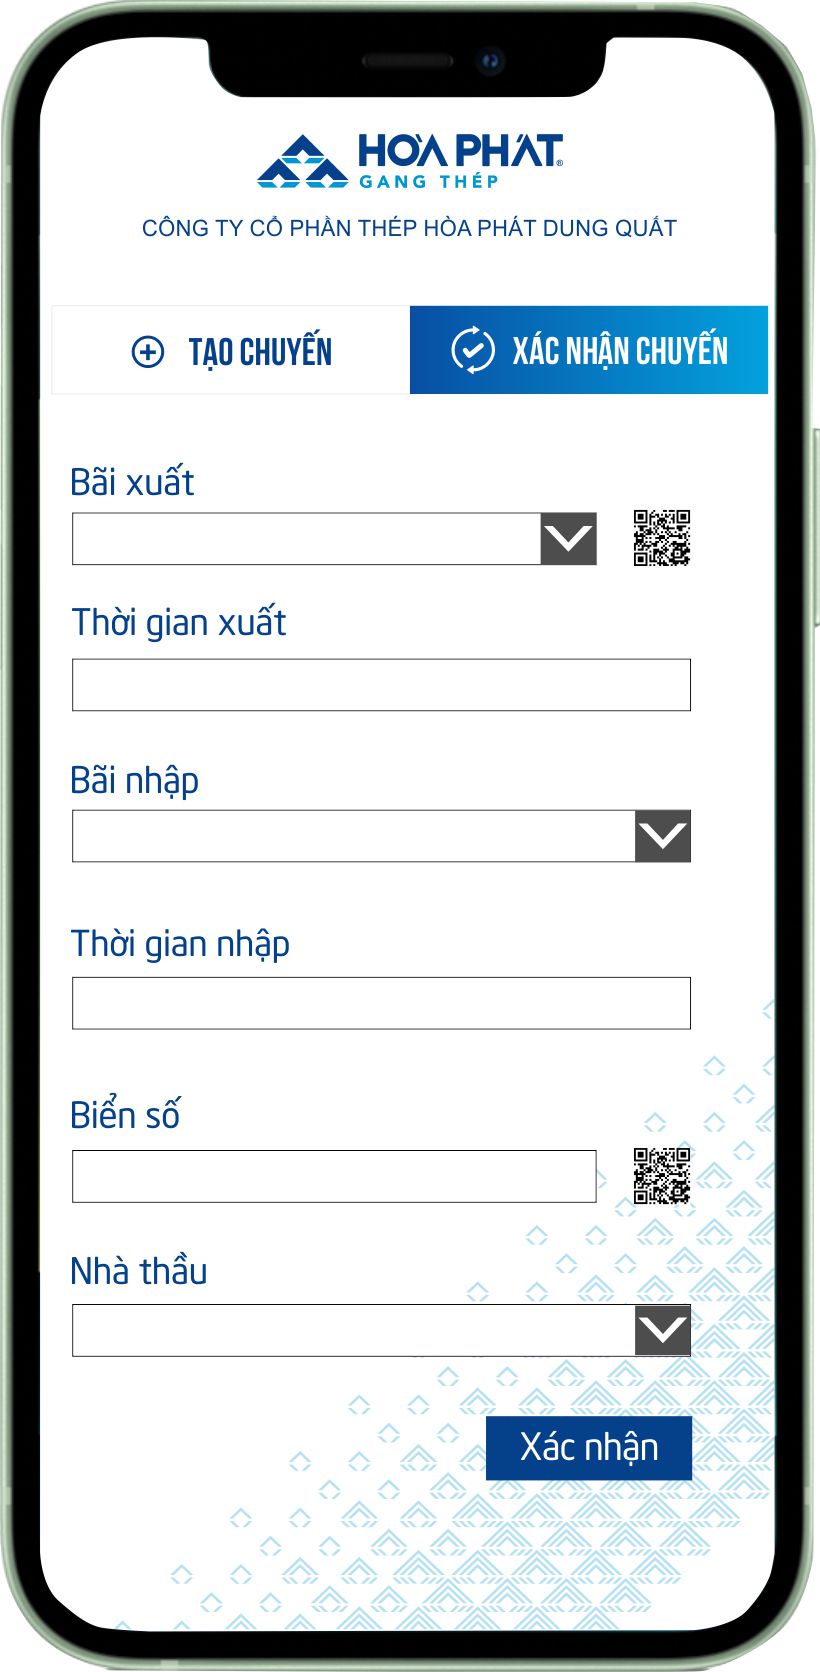 HÒA PHÁT®
GANG THÉP
CÔNG TY CỔ PHẦN THÉP HÒA PHÁT DUNG QUẤT
TẠO CHUYẾN
XÁC NHẬN CHUYẾN
Bãi xuất
Thời gian xuất
Bãi nhập
Thời gian nhập
Biển số
Nhà thầu
Xác nhận